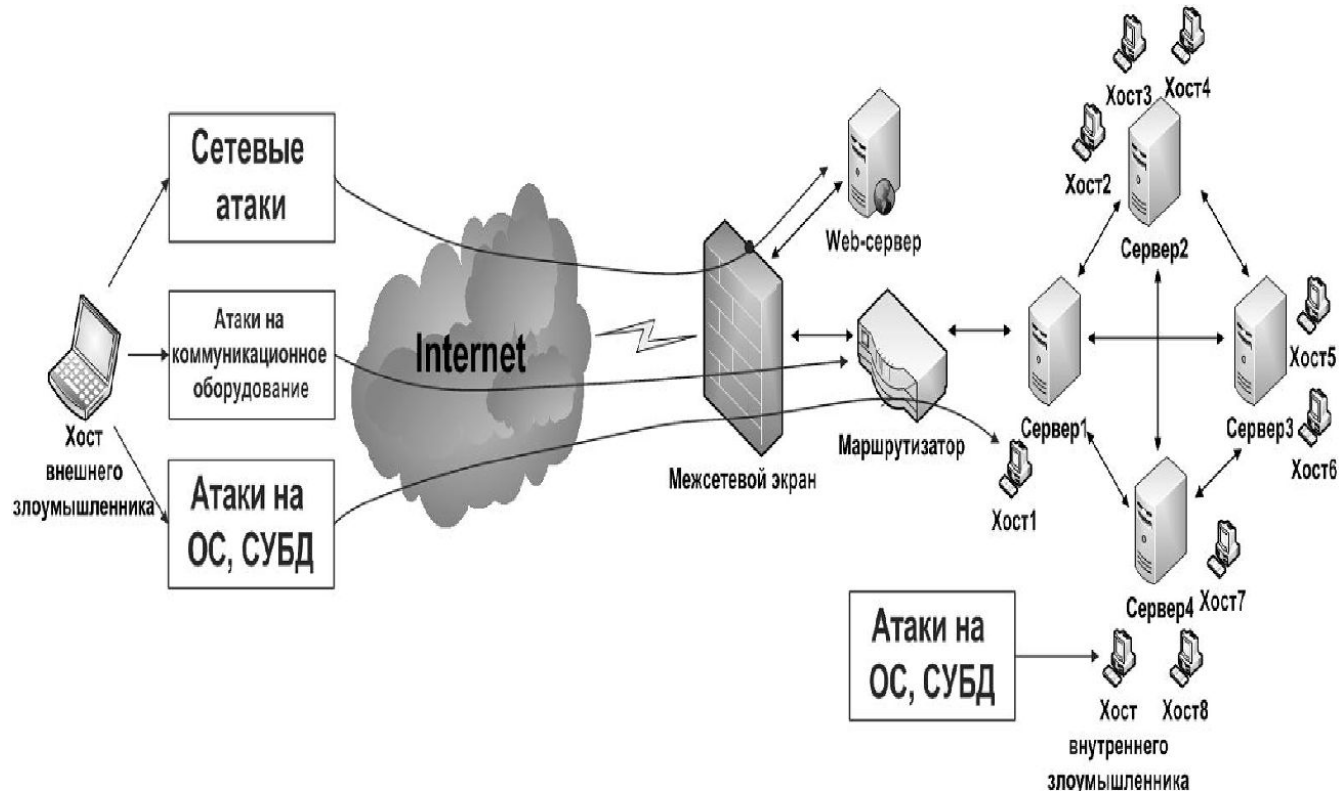 Сетевые
атаки
Атаки на
коммуникационное
оборудование
Хост
внешнего
злоумышленника
Атаки на
ОС, СУБД
Internet
Межсетевой экран
Web-сервер
Маршрутизатор
Хост1
Сервер1
Хост2
Хост3
Хост4
Сервер2
Сервер3
Хост5
Хост6
Сервер4
Хост7
Атаки на
ОС, СУБД
Хост
внутреннего
злоумышленника
Хост8